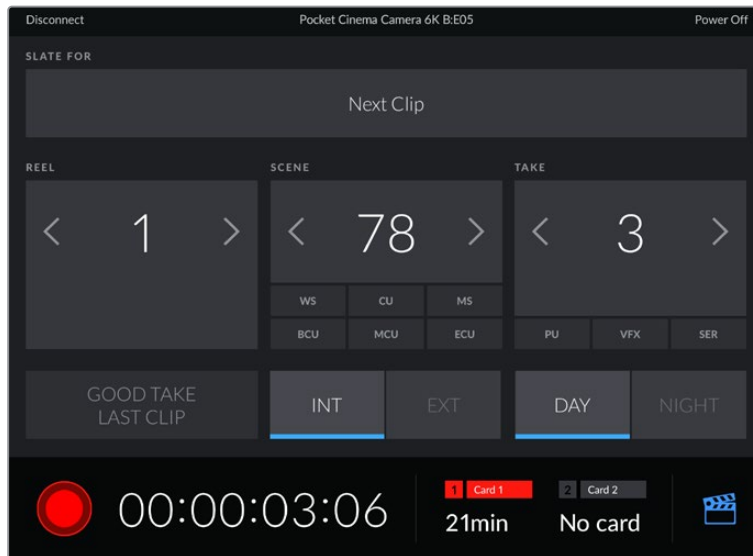 Disconnect Pocket Cinema Camera 6K B:E05 Power Off
SLATE FOR
Next Clip
REEL SCENE TAKE
< 1 > < 78 > < 3 >
WS CU MS
BCU MCU ECU PU VFX SER
GOOD TAKE
LAST CLIP
INT EXT DAY NIGHT
00:00:03:06
1 Card 1 2 Card 2
21min No card